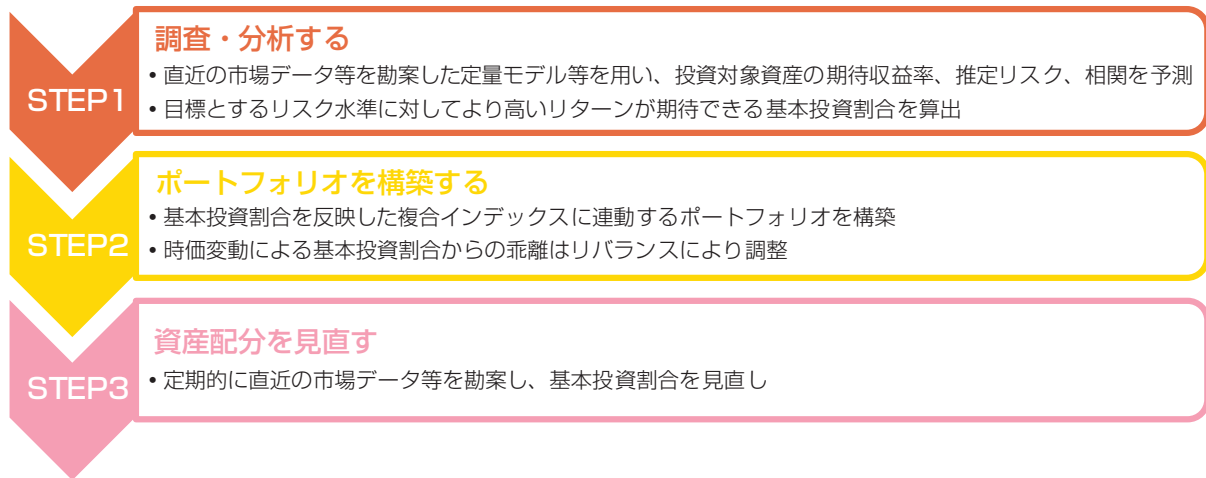 STEP1
調査・分析する
•直近の市場データ等を勘案した定量モデル等を用い、投資対象資産の期待収益率、推定リスク、相関を予測
•目標とするリスク水準に対してより高いリターンが期待できる基本投資割合を算出
STEP2
ポートフォリオを構築する
•基本投資割合を反映した複合インデックスに連動するポートフォリオを構築
•時価変動による基本投資割合からの乖離はリバランスにより調整
STEP3
資産配分を見直す
•定期的に直近の市場データ等を勘案し、基本投資割合を見直し